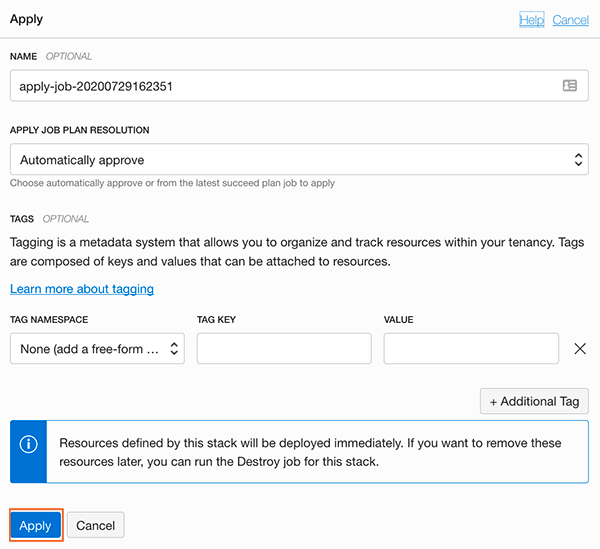 Apply
Help Cancel
NAME OPTIONAL
apply-job-20200729162351
APPLY JOB PLAN RESOLUTION
Automatically approve
Choose automatically approve or from the latest succeed plan job to apply
TAGS OPTIONAL
Tagging is a metadata system that allows you to organize and track resources within your tenancy. Tags
are composed of keys and values that can be attached to resources.
Learn more about tagging
TAG NAMESPACE TAG KEY VALUE
None (add a free-form ...
+ Additional Tag
Resources defined by this stack will be deployed immediately. If you want to remove these
resources later, you can run the Destroy job for this stack.
Apply Cancel